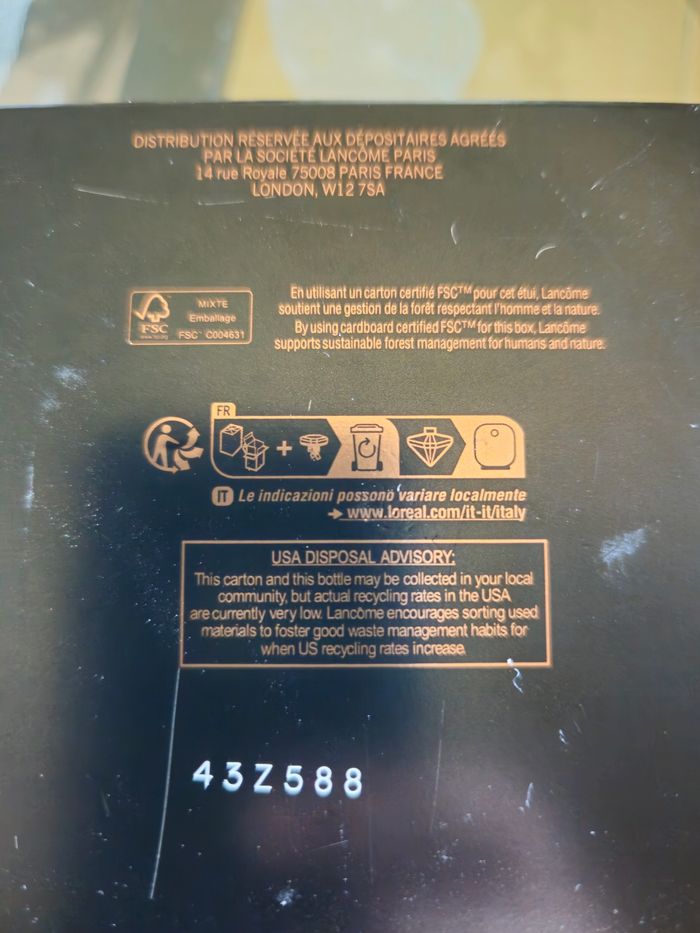 DISTRIBUTION RÉSERVÉE AUX DÉPOSITAIRES AGRÉÉS
PAR LA SOCIÉTÉ LANCÔME PARIS
14 rue Royale 75008 PARIS FRANCE
LONDON, W12 7SA
FSC
www.fsc.org
MIXTE
Emballage
FSC™ C004631
En utilisant un carton certifié FSC™ pour cet étui, Lancôme
soutient une gestion de la forêt respectant l'homme et la nature.
By using cardboard certified FSC™ for this box, Lancôme
supports sustainable forest management for humans and nature.
FR
+
IT Le indicazioni possono variare localmente
www.loreal.com/it-it/italy
USA DISPOSAL ADVISORY:
This carton and this bottle may be collected in your local
community, but actual recycling rates in the USA
are currently very low. Lancôme encourages sorting used
materials to foster good waste management habits for
when US recycling rates increase.
43Z588